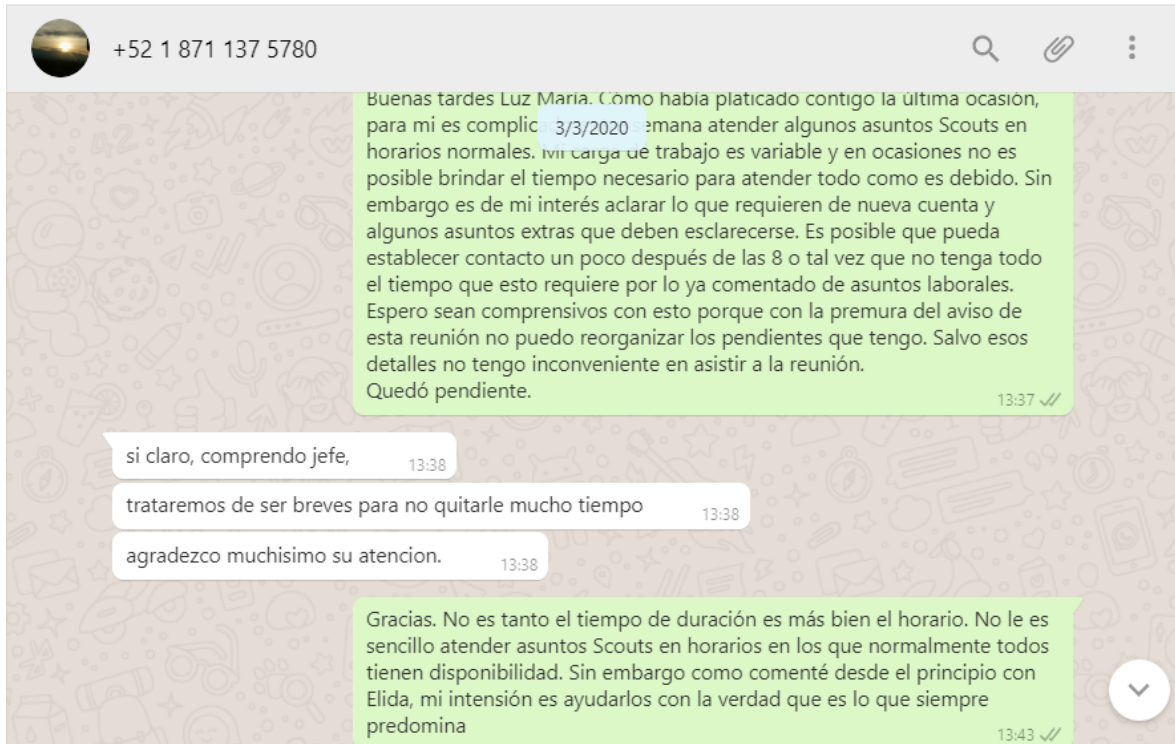 +52 1 871 137 5780
Buenas tardes Luz María. Cómo había platicado contigo la última ocasión,
para mi es complic 3/3/2020 emana atender algunos asuntos Scouts en
horarios normales. Mi carga de trabajo es variable y en ocasiones no es
posible brindar el tiempo necesario para atender todo como es debido. Sin
embargo es de mi interés aclarar lo que requieren de nueva cuenta y
algunos asuntos extras que deben esclarecerse. Es posible que pueda
establecer contacto un poco después de las 8 o tal vez que no tenga todo
el tiempo que esto requiere por lo ya comentado de asuntos laborales.
Espero sean comprensivos con esto porque con la premura del aviso de
esta reunión no puedo reorganizar los pendientes que tengo. Salvo esos
detalles no tengo inconveniente en asistir a la reunión.
Quedó pendiente.
13:37
si claro, comprendo jefe,
13:38
trataremos de ser breves para no quitarle mucho tiempo
13:38
agradezco muchisimo su atencion.
13:38
Gracias. No es tanto el tiempo de duración es más bien el horario. No le es
sencillo atender asuntos Scouts en horarios en los que normalmente todos
tienen disponibilidad. Sin embargo como comenté desde el principio con
Elida, mi intensión es ayudarlos con la verdad que es lo que siempre
predomina
13:43